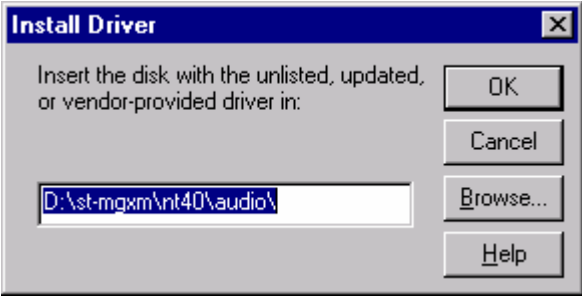 Install Driver
Insert the disk with the unlisted, updated,
or vendor-provided driver in:
OK
Cancel
D:\st-mgxm\nt40\audio\
Browse...
Help